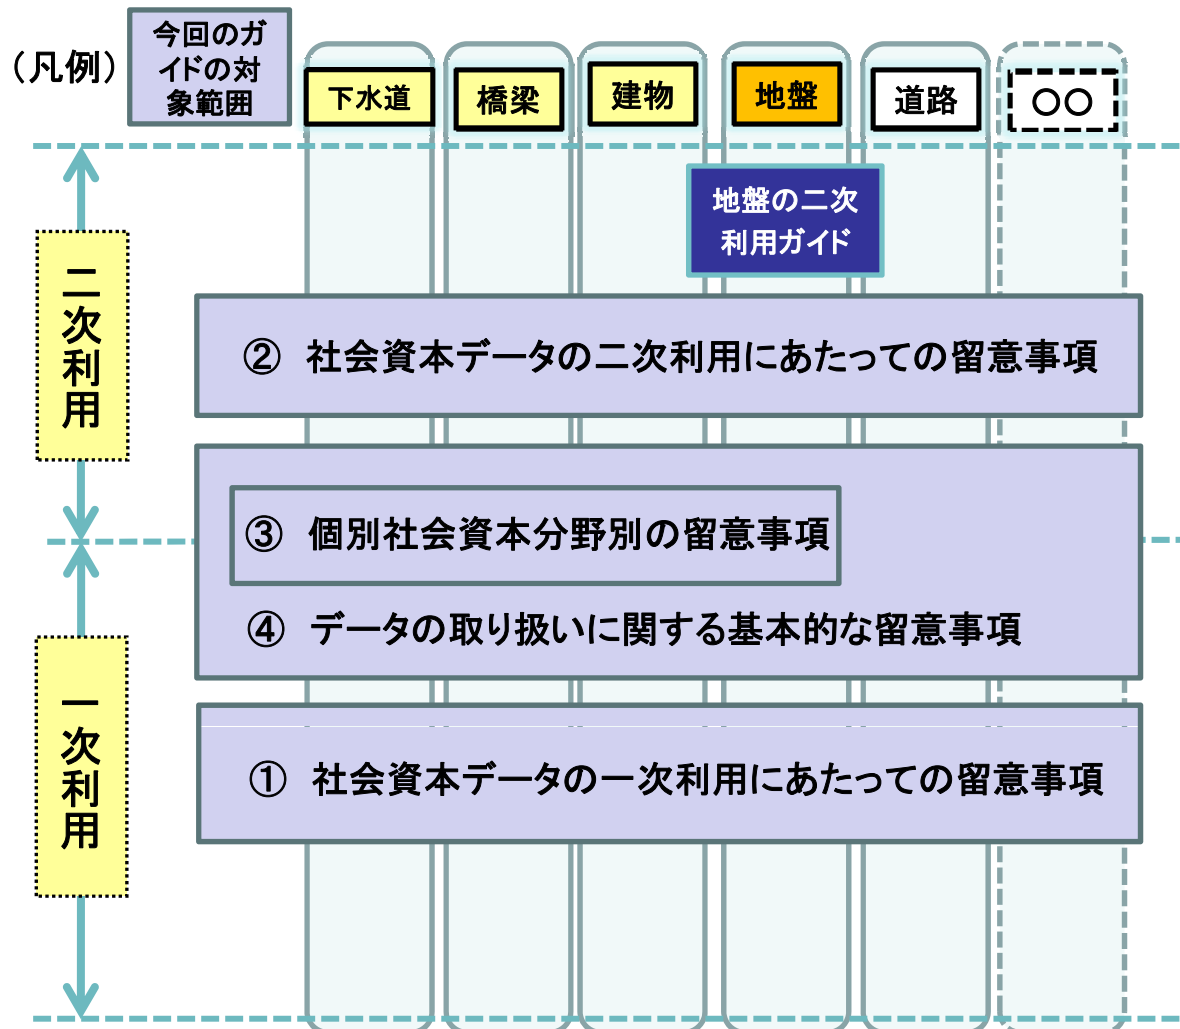 （凡例）
今回のガ
イドの対
象範囲
下水道
橋梁
建物
地盤
道路
○○
地盤の二次
利用ガイド
二次利用
② 社会資本データの二次利用にあたっての留意事項
③ 個別社会資本分野別の留意事項
④ データの取り扱いに関する基本的な留意事項
一次利用
① 社会資本データの一次利用にあたっての留意事項